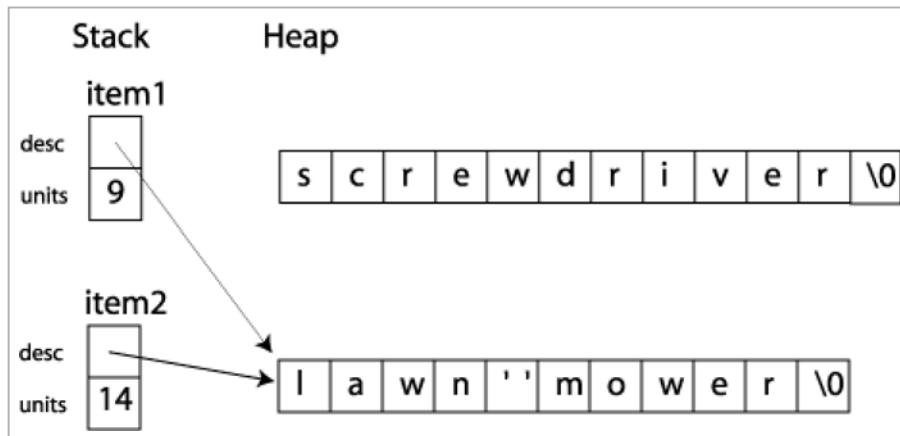 Stack Heap
item1
desc
units 9
s c r e w d r i v e r \0
item2
desc
units 14
l a w n ' ' m o w e r \0